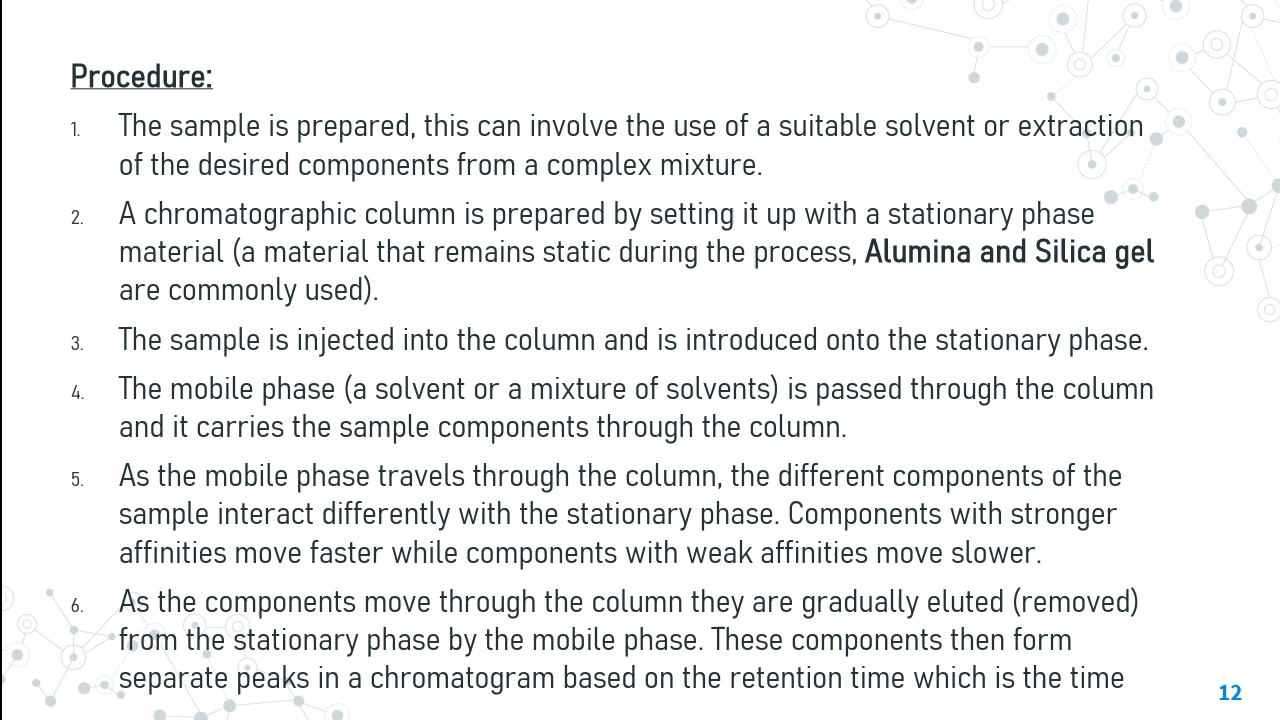 Procedure:
1. The sample is prepared, this can involve the use of a suitable solvent or extraction
of the desired components from a complex mixture.
2. A chromatographic column is prepared by setting it up with a stationary phase
material (a material that remains static during the process, Alumina and Silica gel
are commonly used).
3. The sample is injected into the column and is introduced onto the stationary phase.
4. The mobile phase (a solvent or a mixture of solvents) is passed through the column
and it carries the sample components through the column.
5. As the mobile phase travels through the column, the different components of the
sample interact differently with the stationary phase. Components with stronger
affinities move faster while components with weak affinities move slower.
6. As the components move through the column they are gradually eluted (removed)
from the stationary phase by the mobile phase. These components then form
separate peaks in a chromatogram based on the retention time which is the time
12